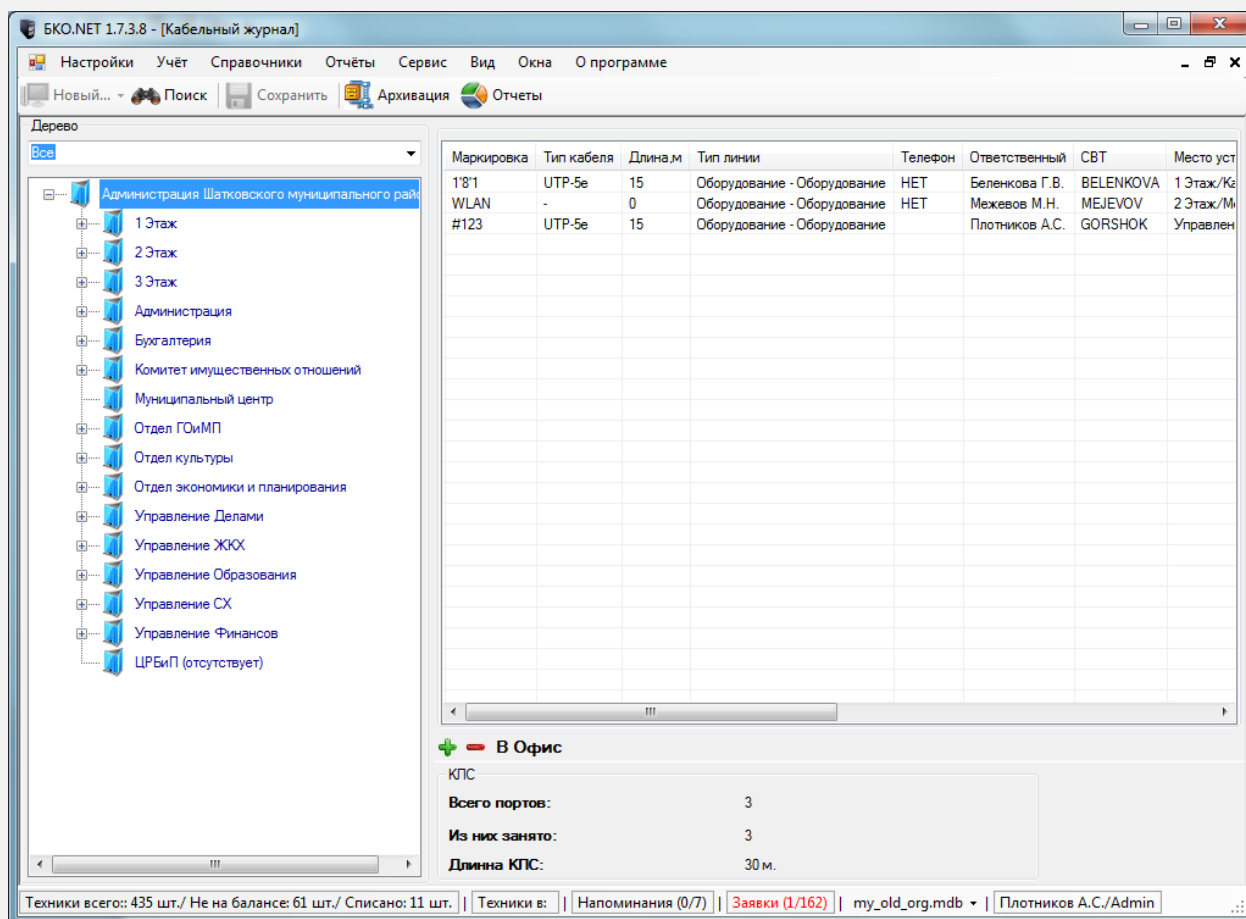 БКО.NET 1.7.3.8 - [Кабельный журнал]
Настройки Учёт Справочники Отчёты Сервис Вид Окна О программе
Новый... Поиск Сохранить Архивация Отчеты
Дерево
Все
Администрация Шатковского муниципального райо
1 Этаж
2 Этаж
3 Этаж
Администрация
Бухгалтерия
Комитет имущественных отношений
Муниципальный центр
Отдел ГОиМП
Отдел культуры
Отдел экономики и планирования
Управление Делами
Управление ЖКХ
Управление Образования
Управление СХ
Управление Финансов
ЦРБиП (отсутствует)
Маркировка Тип кабеля Длина,м Тип линии Телефон Ответственный СВТ Место уст
1'8'1 UTP-5e 15 Оборудование - Оборудование НЕТ Беленкова Г.В. BELENKOVA 1 Этаж/Ка
WLAN - 0 Оборудование - Оборудование НЕТ Межевов М.Н. MEJEVOV 2 Этаж/М
#123 UTP-5e 15 Оборудование - Оборудование Плотников А.С. GORSHOK Управлен
В Офис
КПС
Всего портов: 3
Из них занято: 3
Длинна КПС: 30 м.
Техники всего:: 435 шт./ Не на балансе: 61 шт./ Списано: 11 шт. | Техники в: | Напоминания (0/7) | Заявки (1/162) | my_old_org.mdb | Плотников А.С./Admin